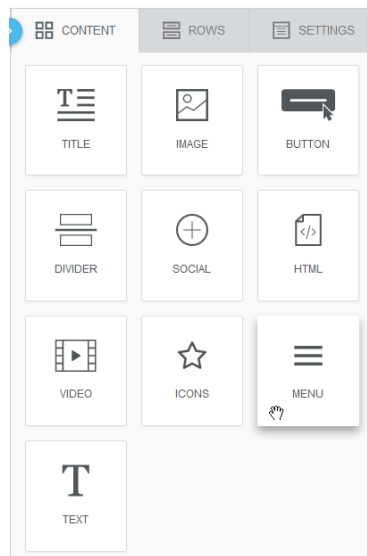 CONTENT ROWS SETTINGS
TITLE IMAGE BUTTON
DIVIDER SOCIAL HTML
VIDEO ICONS MENU
TEXT